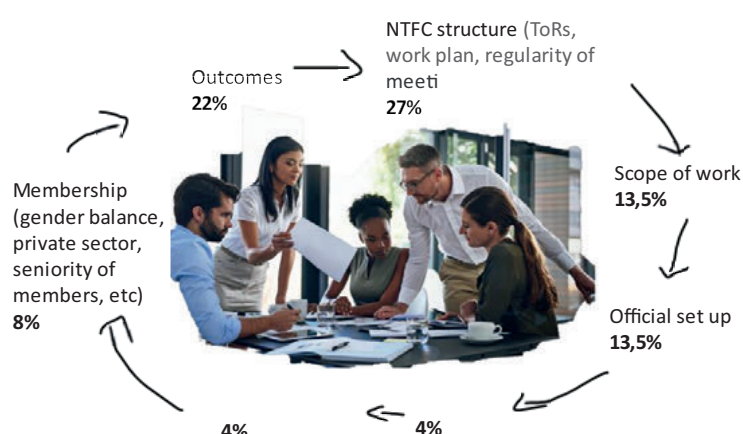 NTFC structure (ToRs,
work plan, regularity of
meeti
27%
Outcomes
22%
Scope of work
13,5%
Membership
(gender balance,
private sector,
seniority of
members, etc)
8%
Official set up
13,5%
4%
4%